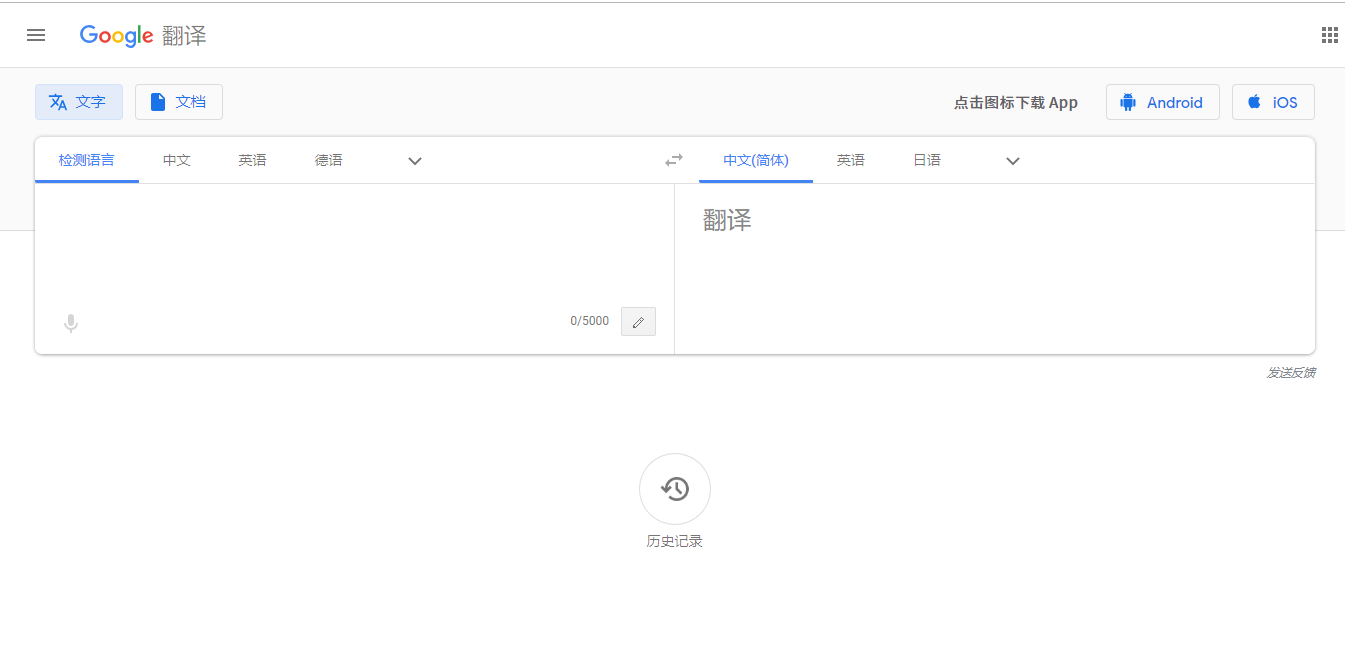 Google 翻译
文字 文档 点击图标下载 App Android iOS
检测语言 中文 英语 德语 中文(简体) 英语 日语
翻译
0/5000
发送反馈
历史记录